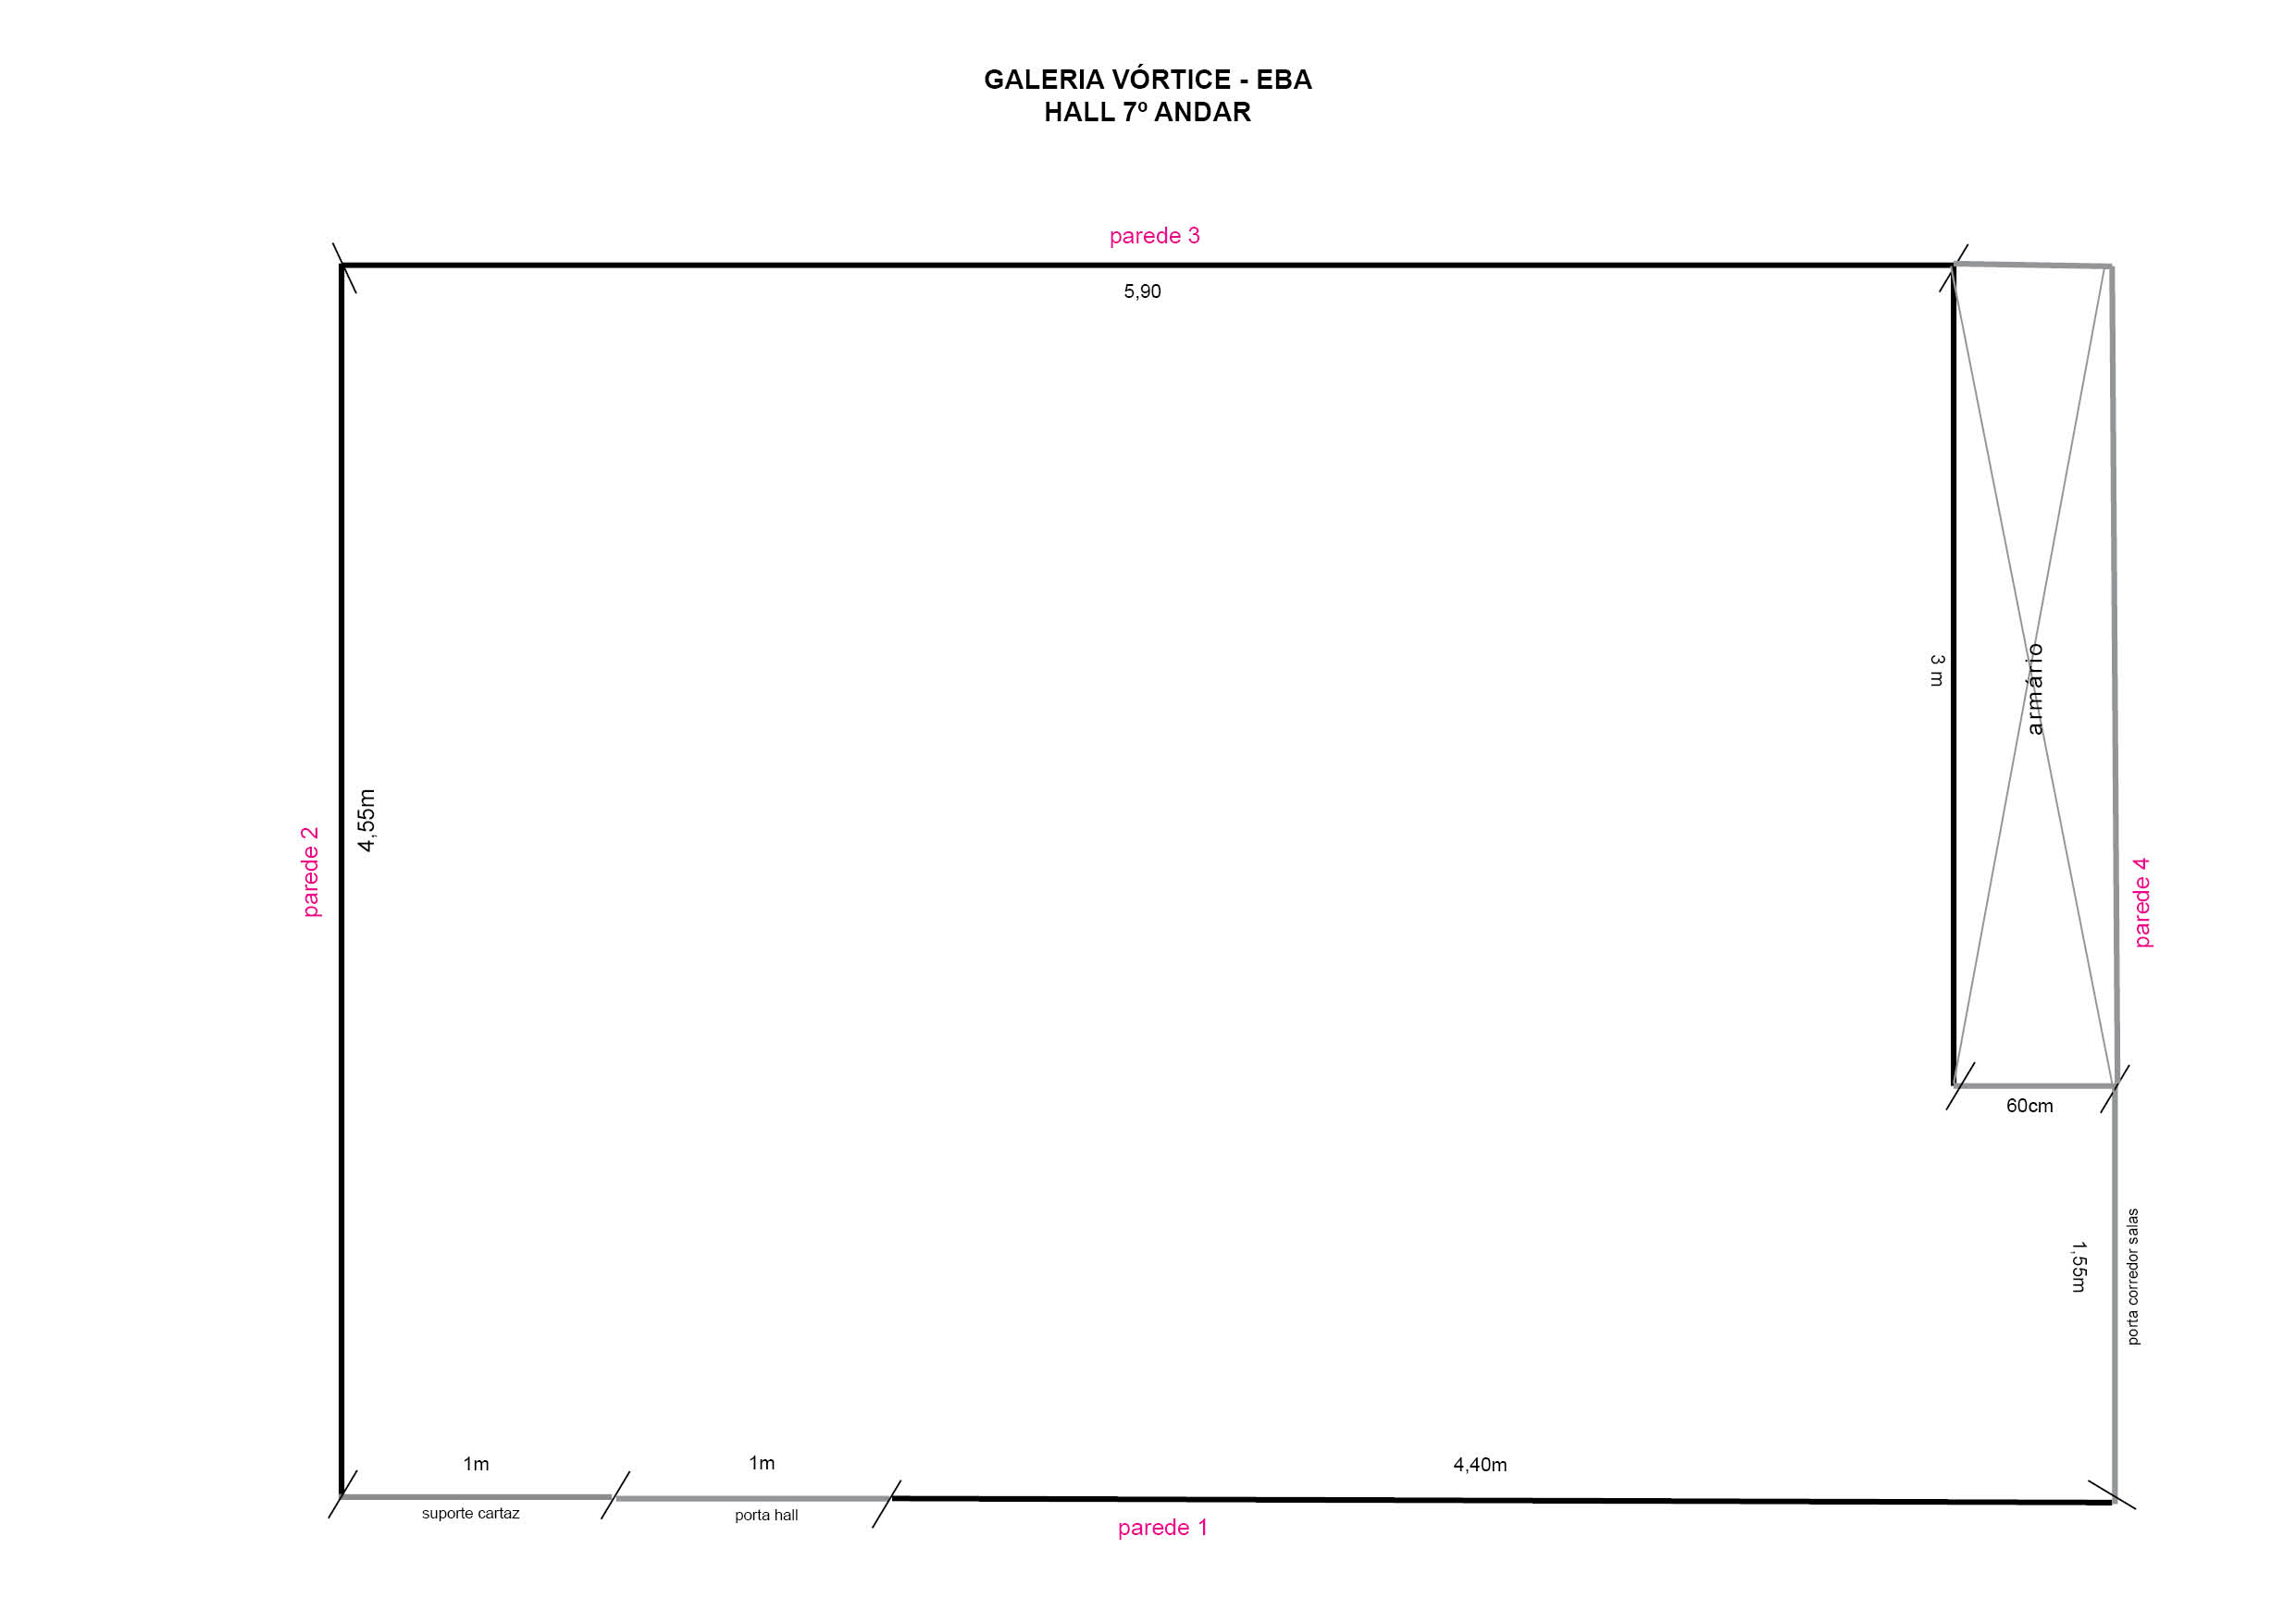 GALERIA VÓRTICE - EBA
HALL 7º ANDAR
parede 3
5,90
3 m
armário
4,55m
parede 2
parede 4
60cm
1,55m
porta corredor salas
1m
1m
4,40m
suporte cartaz
porta hall
parede 1